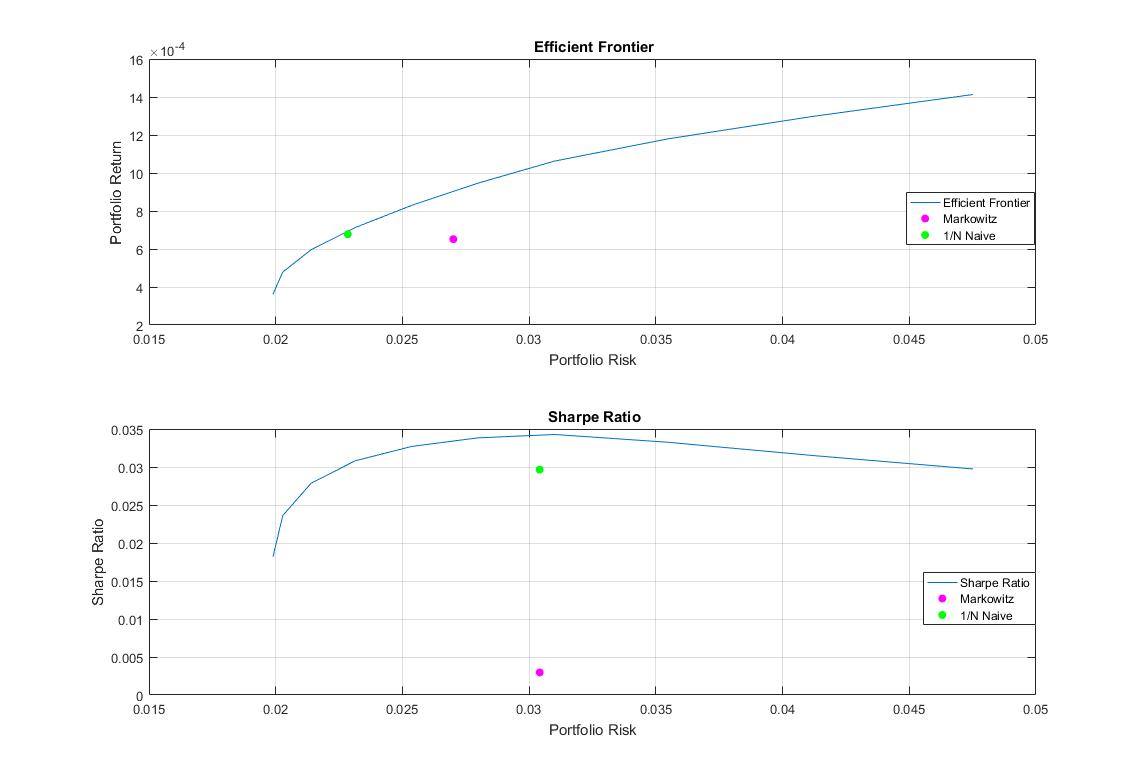 Efficient Frontier
×10-4
16
14
12
10
8
6
4
2
Portfolio Return
0.015 0.02 0.025 0.03 0.035 0.04 0.045 0.05
Portfolio Risk
Efficient Frontier
Markowitz
1/N Naive
Sharpe Ratio
0.035
0.03
0.025
0.02
0.015
0.01
0.005
0
Sharpe Ratio
0.015 0.02 0.025 0.03 0.035 0.04 0.045 0.05
Portfolio Risk
Sharpe Ratio
Markowitz
1/N Naive